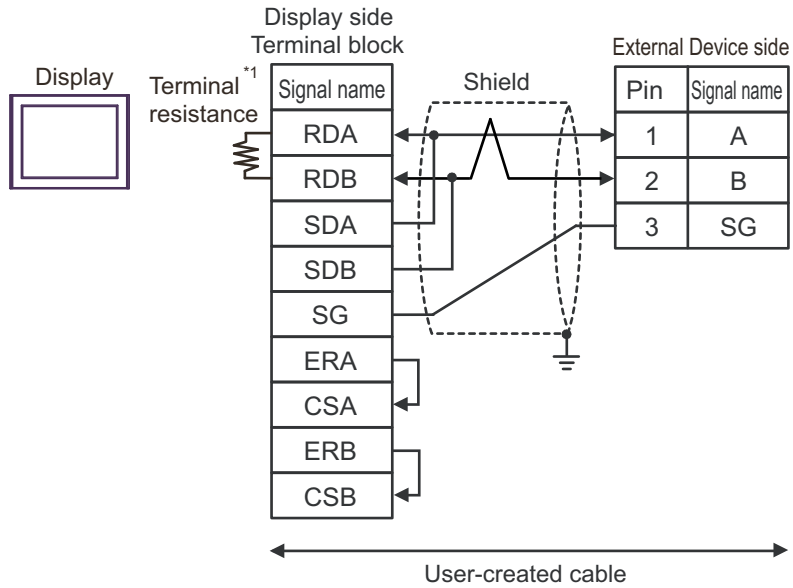 Display side
Terminal block
External Device side
Display
Terminal *1
resistance
Shield
Signal name
RDA
RDB
SDA
SDB
SG
ERA
CSA
ERB
CSB
Pin Signal name
1 A
2 B
3 SG
User-created cable